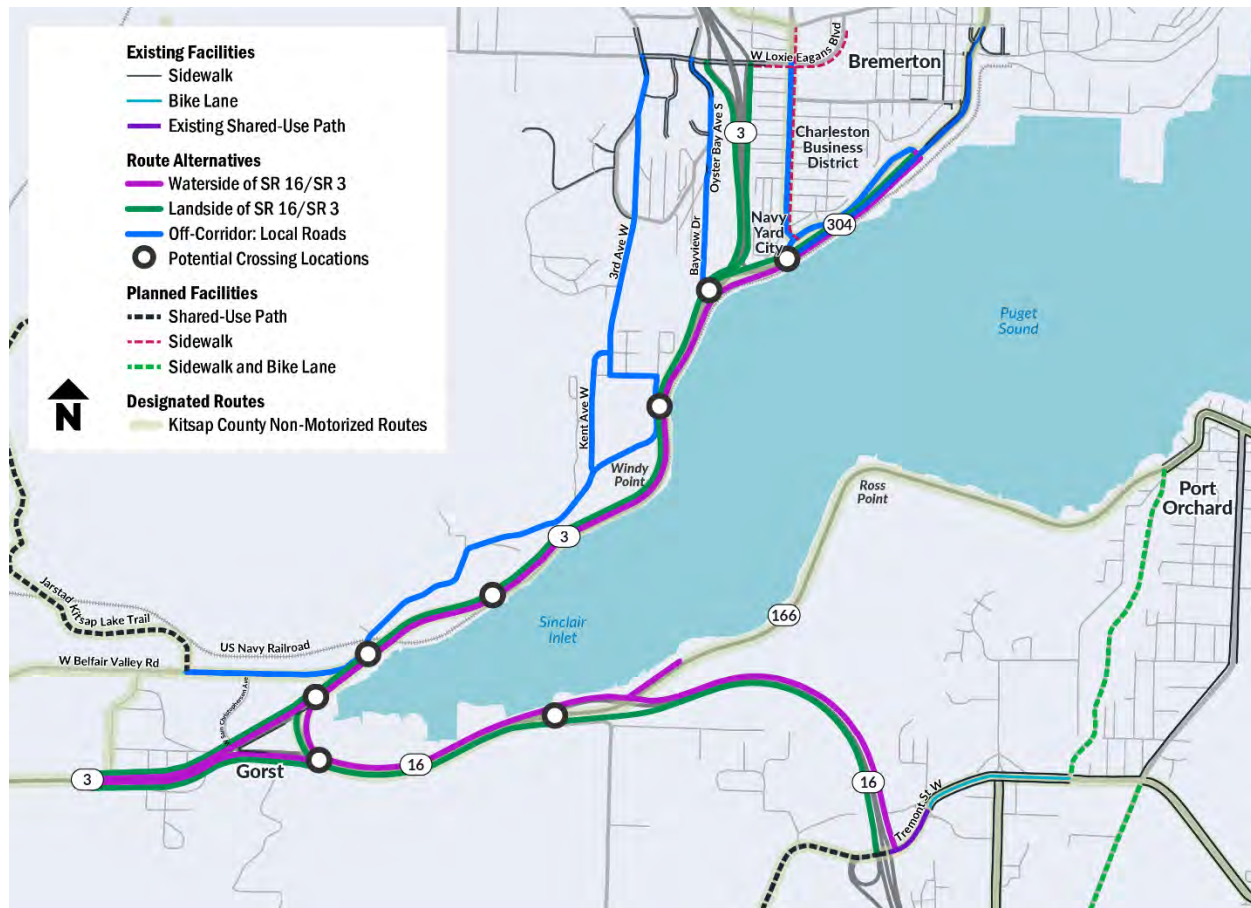 Existing Facilities
Sidewalk
Bike Lane
Existing Shared-Use Path
Route Alternatives
Waterside of SR 16/SR 3
Landside of SR 16/SR 3
Off-Corridor: Local Roads
Potential Crossing Locations
Planned Facilities
Shared-Use Path
Sidewalk
Sidewalk and Bike Lane
Designated Routes
Kitsap County Non-Motorized Routes
N
W Loxie Eagans Blvd
Bremerton
3
Oyster Bay Ave S
Charleston
Business
District
3rd Ave W
Bayview Dr
Navy
Yard
City
304
Puget
Sound
Kent Ave W
Windy
Point
Ross
Point
Port
Orchard
3
Jarstad Kitsap Lake Trail
US Navy Railroad
W Belfair Valley Rd
Sinclair
Inlet
166
Sam Christopherson Ave
Gorst
3
16
16
Tremont St W